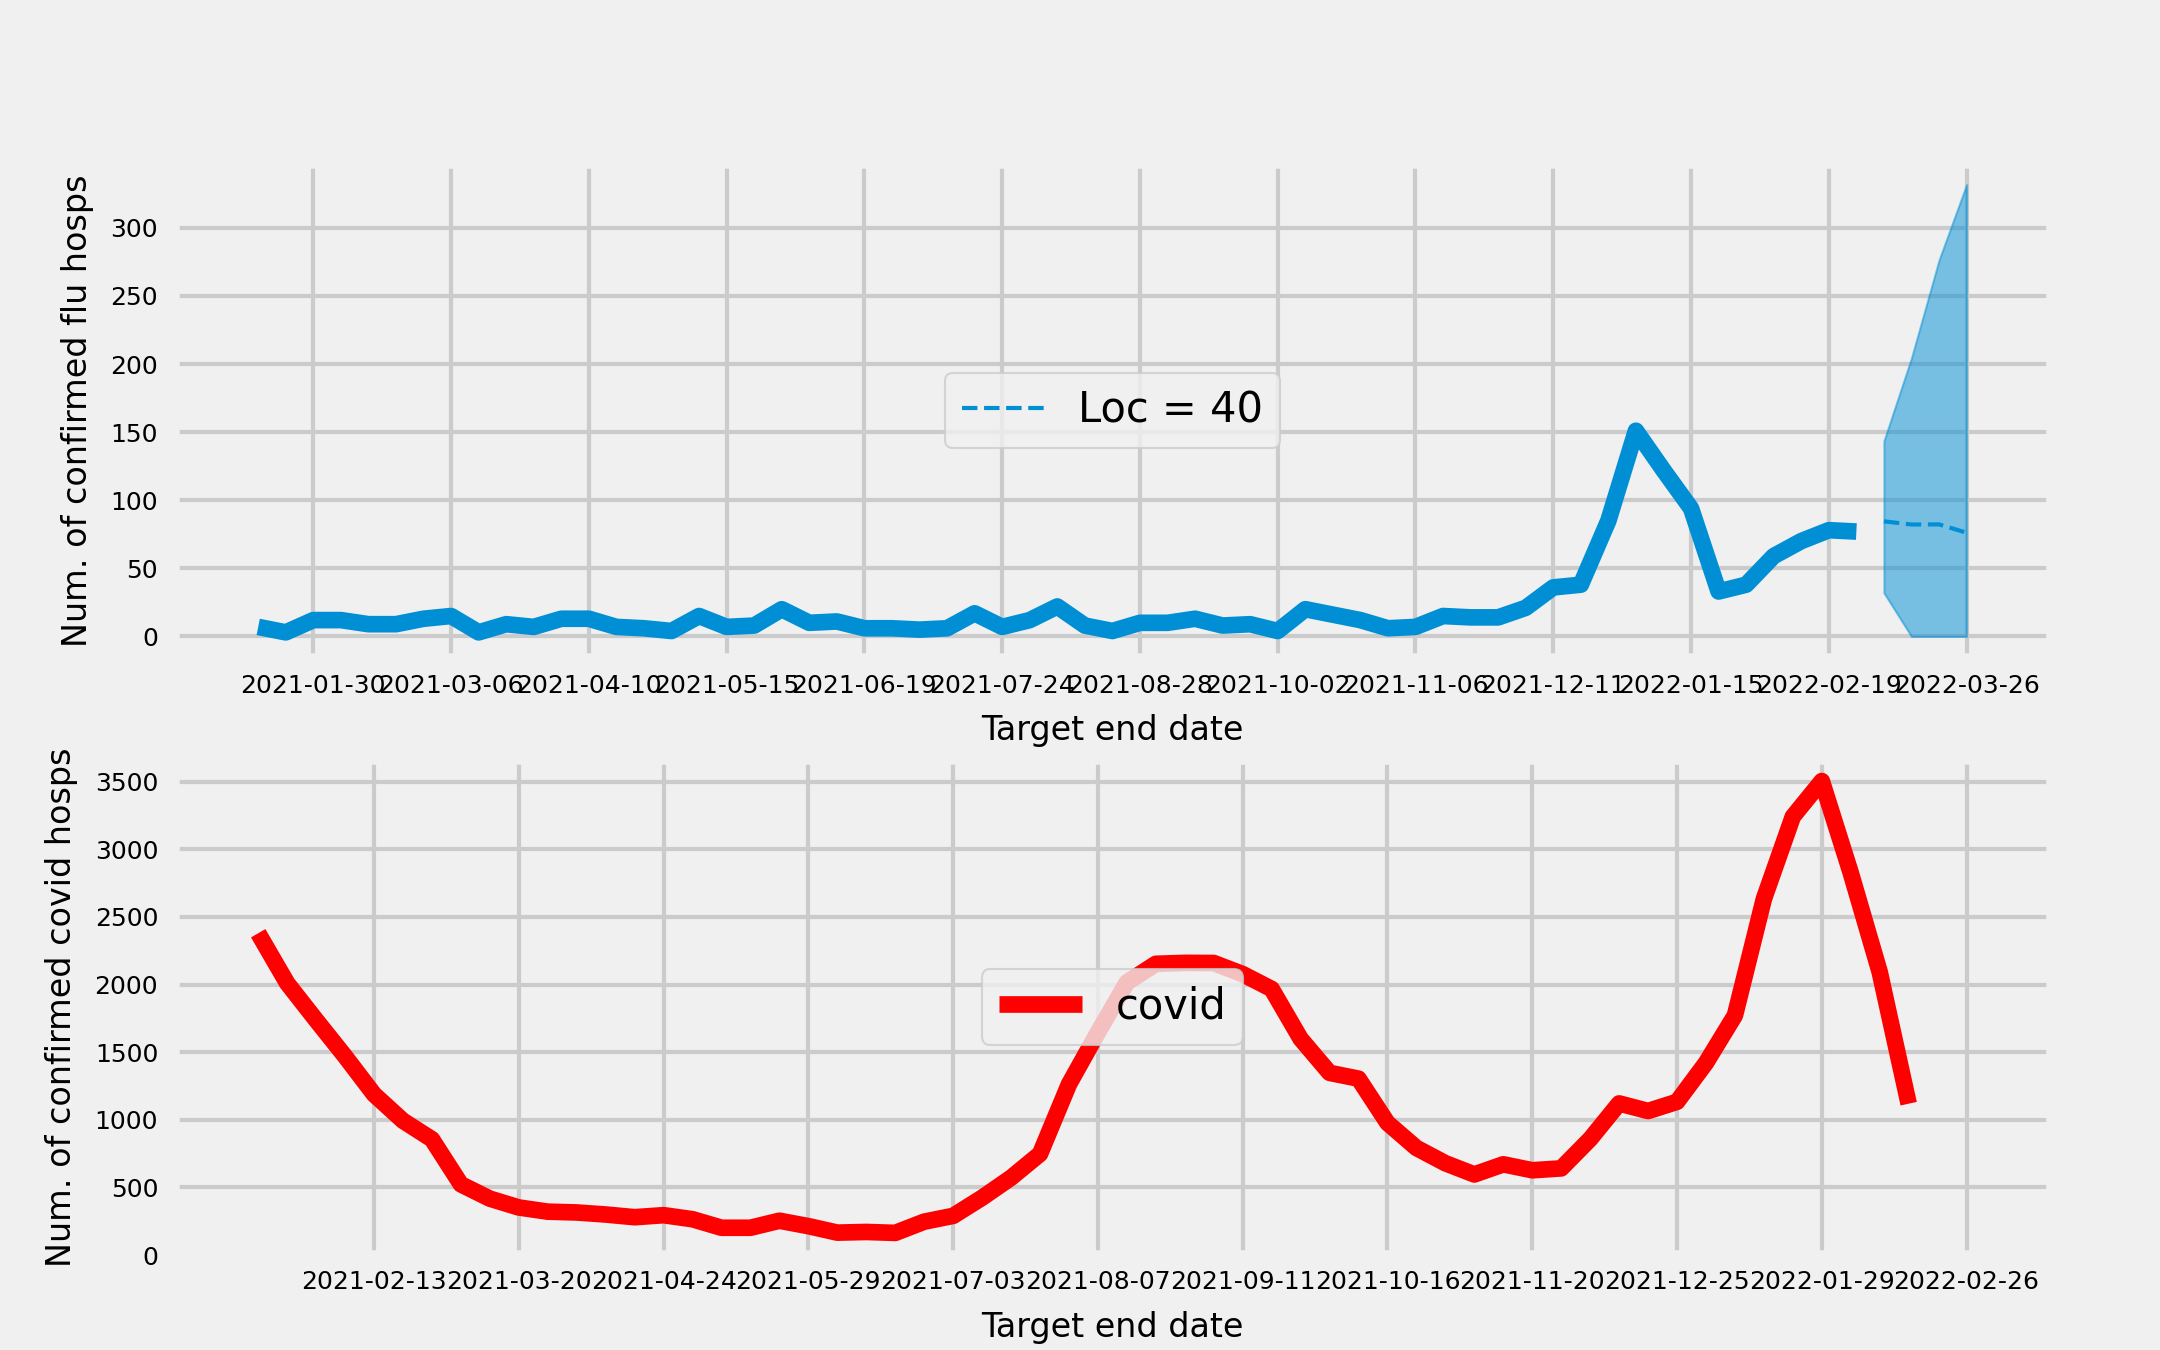 Num. of confirmed flu hosps
300
250
200
150
100
50
0
Loc = 40
2021-01-30 2021-03-06 2021-04-10 2021-05-15 2021-06-19 2021-07-24 2021-08-28 2021-10-02 2021-11-06 2021-12-11 2022-01-15 2022-02-19 2022-03-26
Target end date
Num. of confirmed covid hosps
3500
3000
2500
2000
1500
1000
500
0
covid
2021-02-13 2021-03-20 2021-04-24 2021-05-29 2021-07-03 2021-08-07 2021-09-11 2021-10-16 2021-11-20 2021-12-25 2022-01-29 2022-02-26
Target end date